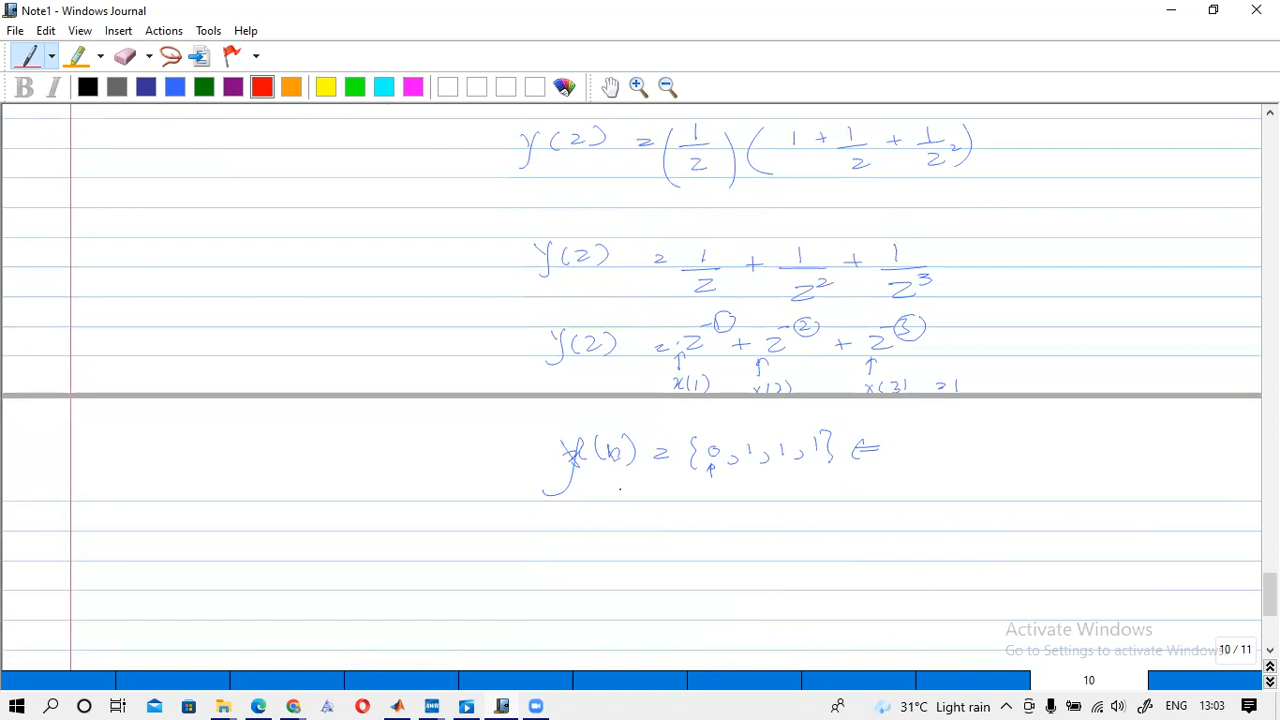 Note1 - Windows Journal
File Edit View Insert Actions Tools Help
B I
y(z) = (1/z) (1 + 1/z + 1/z²)
y(z) = 1/z + 1/z² + 1/z³
y(z) = z⁻¹ + z⁻² + z⁻³
↑ ↑ ↑
x(1) x(2) x(3) = 1
(k) = {0, 1, 1, 1} ⇐
↑
Activate Windows
Go to Settings to activate Windows.
10 / 11
10
31°C Light rain ENG 13:03